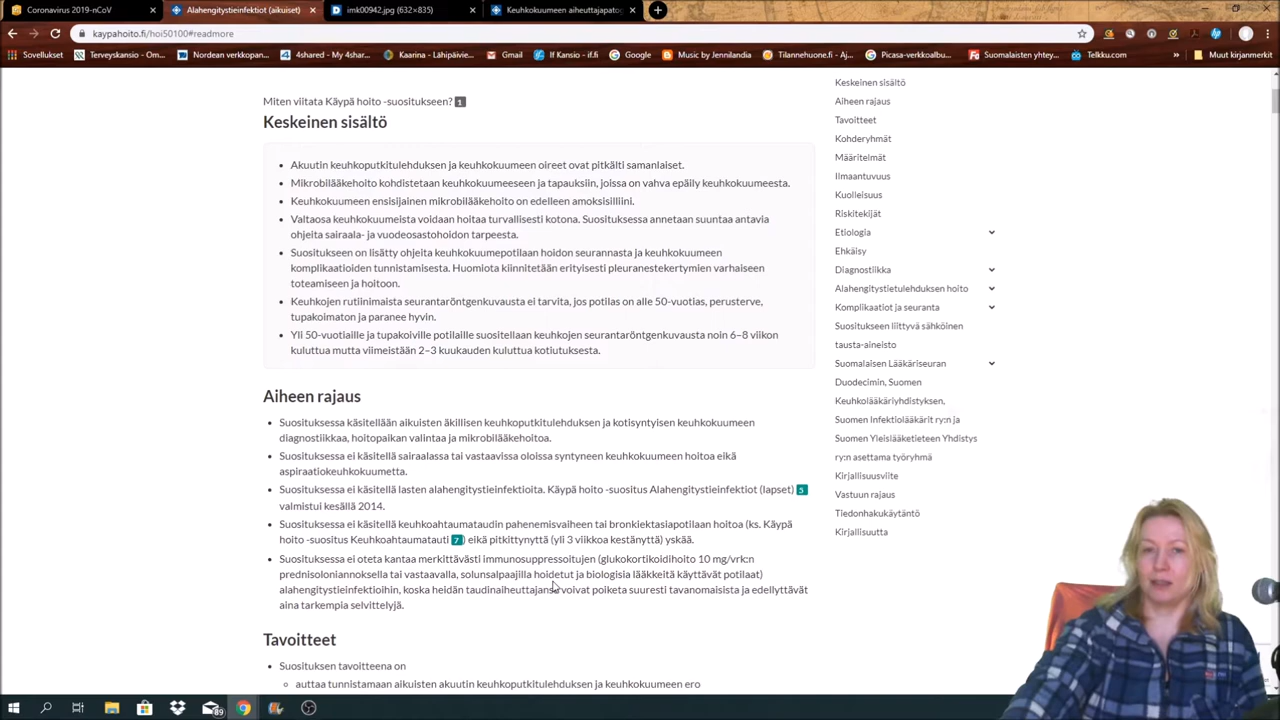 Coronavirus 2019-nCoV
Alahengitystieinfektiot (aikuiset)
imk00942.jpg (632×835)
Keuhkokuumeen aiheuttajapatog
kaypahoito.fi/hoi50100#readmore
Sovellukset
Terveyskansio - Om...
Nordean verkkopan...
4shared - My 4shar...
Kaarina – Lähipäivie...
Gmail
If Kansio - if.fi
Google
Music by Jennilandia
Tilannehuone.fi - Aj...
Picasa-verkkoalbu...
Suomalaisten yhtey...
Telkku.com
»
Muut kirjanmerkit
Miten viitata Käypä hoito -suositukseen? 1
Keskeinen sisältö
Akuutin keuhkoputkitulehduksen ja keuhkokuumeen oireet ovat pitkälti samanlaiset.
Mikrobilääkehoito kohdistetaan keuhkokuumeeseen ja tapauksiin, joissa on vahva epäily keuhkokuumeesta.
Keuhkokuumeen ensisijainen mikrobilääkehoito on edelleen amoksisilliini.
Valtaosa keuhkokuumeista voidaan hoitaa turvallisesti kotona. Suosituksessa annetaan suuntaa antavia
ohjeita sairaala- ja vuodeosastohoidon tarpeesta.
Suositukseen on lisätty ohjeita keuhkokuumepotilaan hoidon seurannasta ja keuhkokuumeen
komplikaatioiden tunnistamisesta. Huomiota kiinnitetään erityisesti pleuranestekertymien varhaiseen
toteamiseen ja hoitoon.
Keuhkojen rutiinimaista seurantaröntgenkuvausta ei tarvita, jos potilas on alle 50-vuotias, perusterve,
tupakoimaton ja paranee hyvin.
Yli 50-vuotiaille ja tupakoiville potilaille suositellaan keuhkojen seurantaröntgenkuvausta noin 6–8 viikon
kuluttua mutta viimeistään 2–3 kuukauden kuluttua kotiutuksesta.
Aiheen rajaus
Suosituksessa käsitellään aikuisten äkillisen keuhkoputkitulehduksen ja kotisyntyisen keuhkokuumeen
diagnostiikkaa, hoitopaikan valintaa ja mikrobilääkehoitoa.
Suosituksessa ei käsitellä sairaalassa tai vastaavissa oloissa syntyneen keuhkokuumeen hoitoa eikä
aspiraatiokeuhkokuumetta.
Suosituksessa ei käsitellä lasten alahengitystieinfektioita. Käypä hoito -suositus Alahengitystieinfektiot (lapset) 5
valmistui kesällä 2014.
Suosituksessa ei käsitellä keuhkoahtaumataudin pahenemisvaiheen tai bronkiektasiapotilaan hoitoa (ks. Käypä
hoito -suositus Keuhkoahtaumatauti 7 ) eikä pitkittynyttä (yli 3 viikkoa kestänyttä) yskää.
Suosituksessa ei oteta kantaa merkittävästi immunosuppressoitujen (glukokortikoidihoito 10 mg/vrk:n
prednisoloniannoksella tai vastaavalla, solunsalpaajilla hoidetut ja biologisia lääkkeitä käyttävät potilaat)
alahengitystieinfektioihin, koska heidän taudinaiheuttajansa voivat poiketa suuresti tavanomaisista ja edellyttävät
aina tarkempia selvittelyjä.
Tavoitteet
Suosituksen tavoitteena on
auttaa tunnistamaan aikuisten akuutin keuhkoputkitulehduksen ja keuhkokuumeen ero
Keskeinen sisältö
Aiheen rajaus
Tavoitteet
Kohderyhmät
Määritelmät
Ilmaantuvuus
Kuolleisuus
Riskitekijät
Etiologia
Ehkäisy
Diagnostiikka
Alahengitystietulehduksen hoito
Komplikaatiot ja seuranta
Suositukseen liittyvä sähköinen
tausta-aineisto
Suomalaisen Lääkäriseuran
Duodecimin, Suomen
Keuhkolääkäriyhdistyksen,
Suomen Infektiolääkärit ry:n ja
Suomen Yleislääketieteen Yhdistys
ry:n asettama työryhmä
Kirjallisuusviite
Vastuun rajaus
Tiedonhakukäytäntö
Kirjallisuutta
89